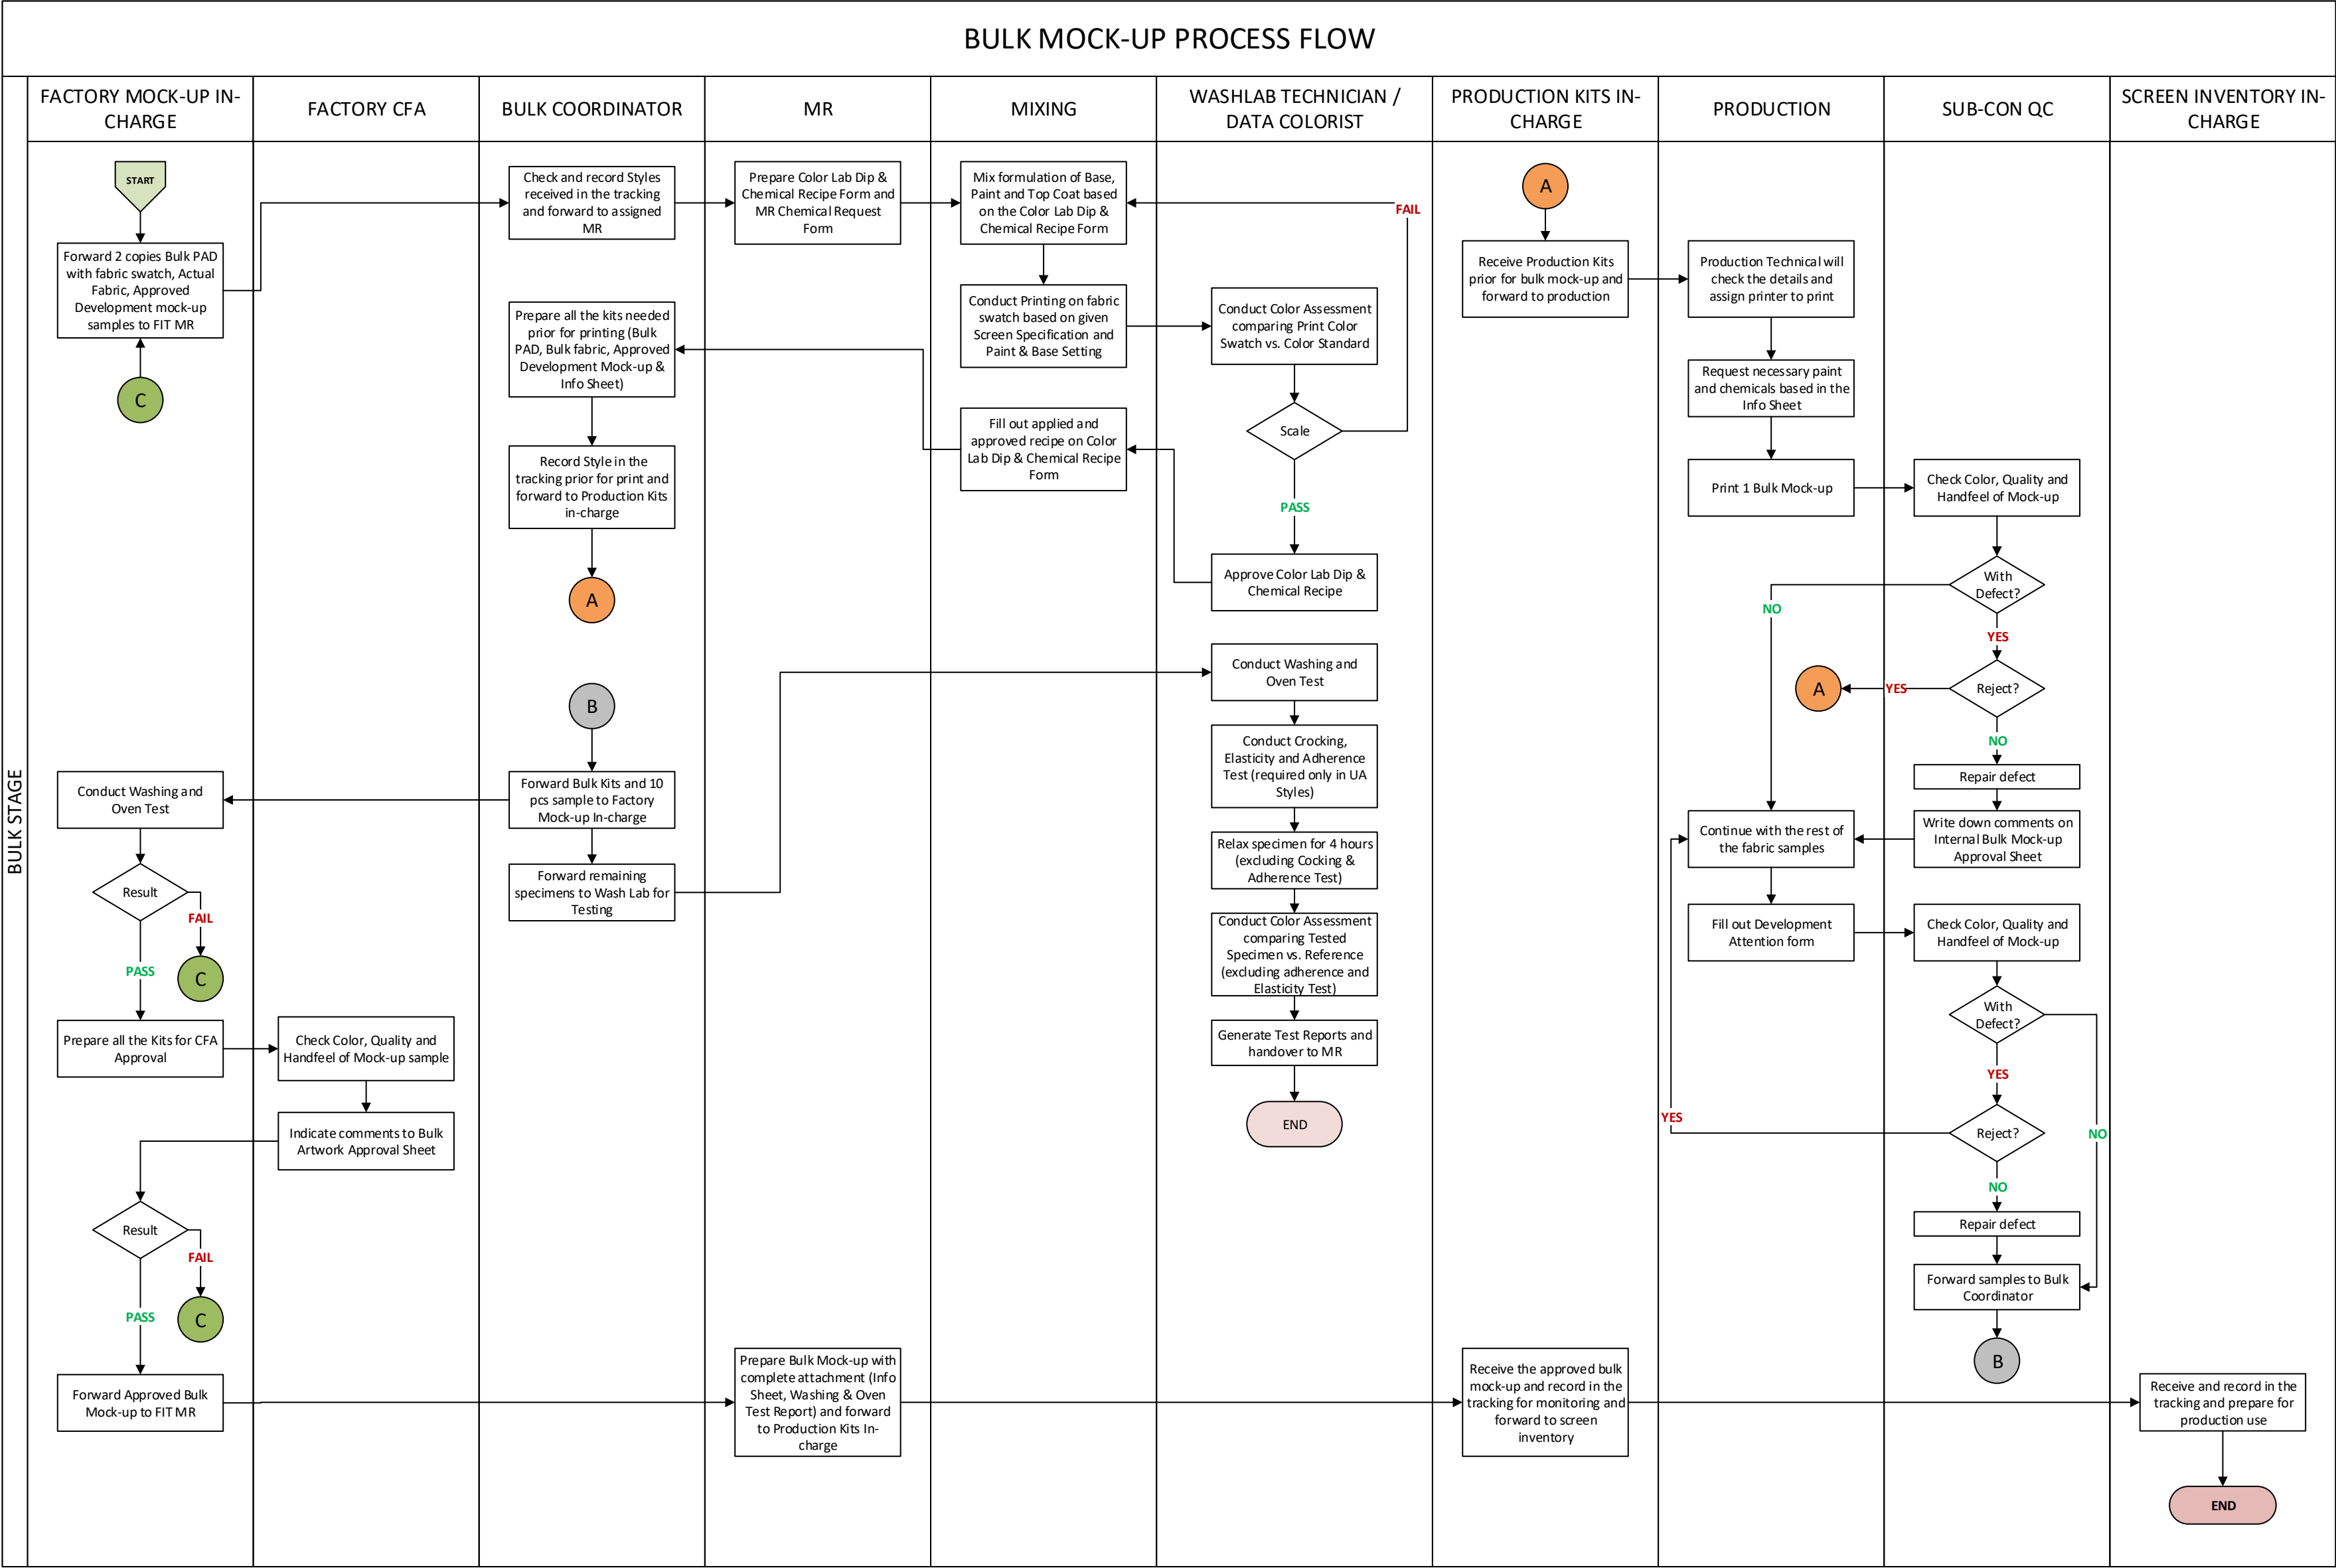 BULK MOCK-UP PROCESS FLOW
BULK STAGE
FACTORY MOCK-UP IN-
CHARGE
START
Forward 2 copies Bulk PAD
with fabric swatch, Actual
Fabric, Approved
Development mock-up
samples to FIT MR
C
Conduct Washing and
Oven Test
Result
FAIL
C
PASS
Prepare all the Kits for CFA
Approval
Result
FAIL
C
PASS
Forward Approved Bulk
Mock-up to FIT MR
FACTORY CFA
Check Color, Quality and
Handfeel of Mock-up sample
Indicate comments to Bulk
Artwork Approval Sheet
BULK COORDINATOR
Check and record Styles
received in the tracking
and forward to assigned
MR
Prepare all the kits needed
prior for printing (Bulk
PAD, Bulk fabric, Approved
Development Mock-up &
Info Sheet)
Record Style in the
tracking prior for print and
forward to Production Kits
in-charge
A
B
Forward Bulk Kits and 10
pcs sample to Factory
Mock-up In-charge
Forward remaining
specimens to Wash Lab for
Testing
MR
Prepare Color Lab Dip &
Chemical Recipe Form and
MR Chemical Request
Form
Prepare Bulk Mock-up with
complete attachment (Info
Sheet, Washing & Oven
Test Report) and forward
to Production Kits In-
charge
MIXING
Mix formulation of Base,
Paint and Top Coat based
on the Color Lab Dip &
Chemical Recipe Form
Conduct Printing on fabric
swatch based on given
Screen Specification and
Paint & Base Setting
Fill out applied and
approved recipe on Color
Lab Dip & Chemical Recipe
Form
WASHLAB TECHNICIAN /
DATA COLORIST
FAIL
Conduct Color Assessment
comparing Print Color
Swatch vs. Color Standard
Scale
PASS
Approve Color Lab Dip &
Chemical Recipe
Conduct Washing and
Oven Test
Conduct Crocking,
Elasticity and Adherence
Test (required only in UA
Styles)
Relax specimen for 4 hours
(excluding Cocking &
Adherence Test)
Conduct Color Assessment
comparing Tested
Specimen vs. Reference
(excluding adherence and
Elasticity Test)
Generate Test Reports and
handover to MR
END
PRODUCTION KITS IN-
CHARGE
A
Receive Production Kits
prior for bulk mock-up and
forward to production
Receive the approved bulk
mock-up and record in the
tracking for monitoring and
forward to screen
inventory
PRODUCTION
Production Technical will
check the details and
assign printer to print
Request necessary paint
and chemicals based in the
Info Sheet
Print 1 Bulk Mock-up
NO
A
Continue with the rest of
the fabric samples
Fill out Development
Attention form
YES
SUB-CON QC
Check Color, Quality and
Handfeel of Mock-up
With
Defect?
YES
YES
Reject?
NO
Repair defect
Write down comments on
Internal Bulk Mock-up
Approval Sheet
Check Color, Quality and
Handfeel of Mock-up
With
Defect?
YES
Reject?
NO
NO
Repair defect
Forward samples to Bulk
Coordinator
B
SCREEN INVENTORY IN-
CHARGE
Receive and record in the
tracking and prepare for
production use
END